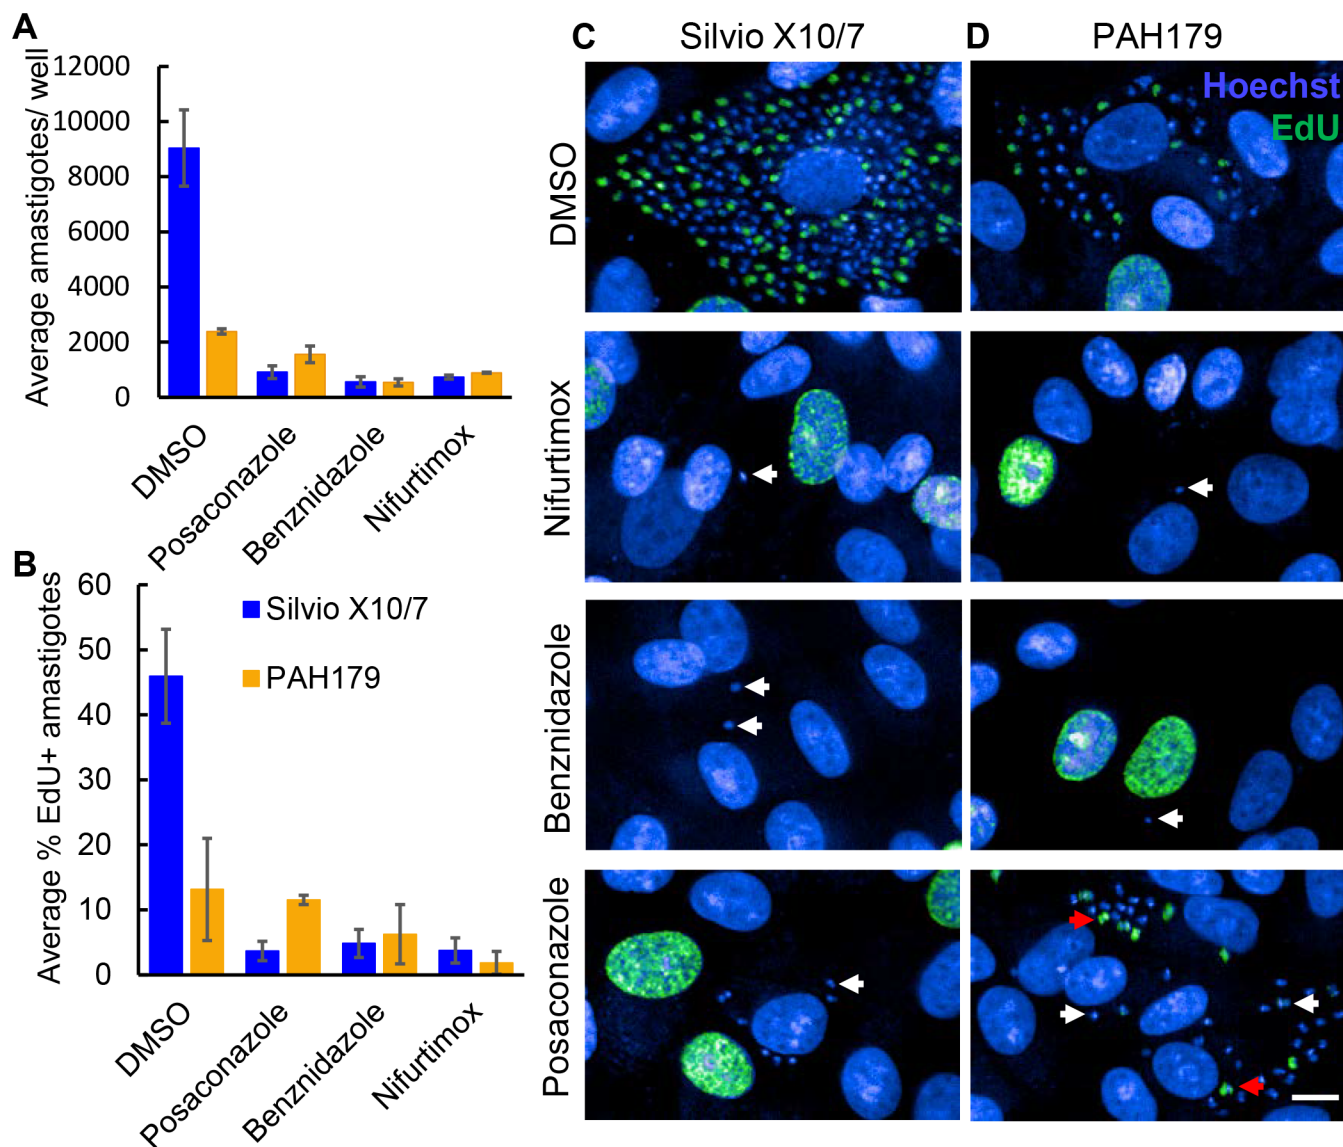 A
12000
10000
8000
6000
4000
2000
0
Average amastigotes/ well
DMSO
Posaconazole
Benznidazole
Nifurtimox
B
60
50
40
30
20
10
0
Average % EdU+ amastigotes
Silvio X10/7
PAH179
DMSO
Posaconazole
Benznidazole
Nifurtimox
C
Silvio X10/7
D
PAH179
Hoechst
EdU
DMSO
Nifurtimox
Benznidazole
Posaconazole